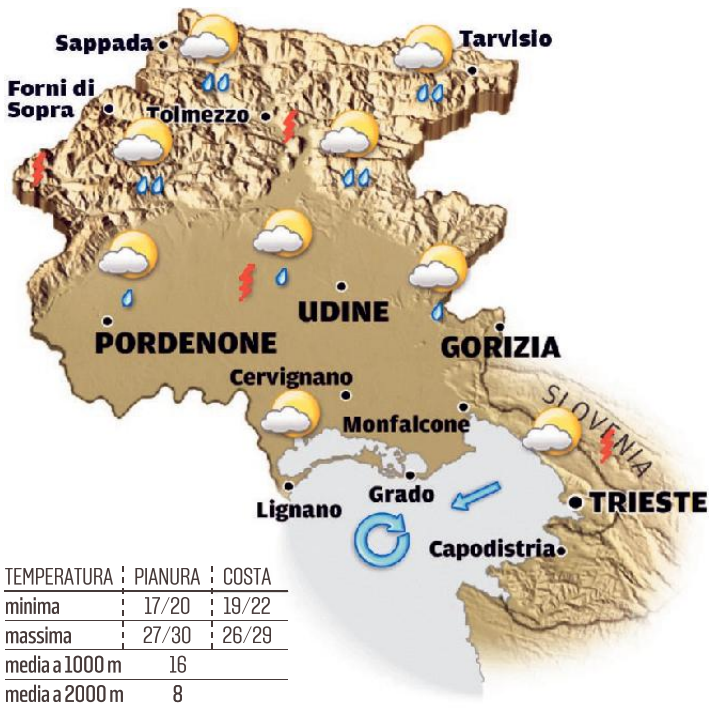 Sappada
Tarvisio
Forni di
Sopra
Tolmezzo
UDINE
PORDENONE
GORIZIA
Cervignano
SLOVENIA
Monfalcone
Lignano
Grado
TRIESTE
Capodistria
TEMPERATURA PIANURA COSTA
minima 17/20 19/22
massima 27/30 26/29
media a 1000 m 16
media a 2000 m 8